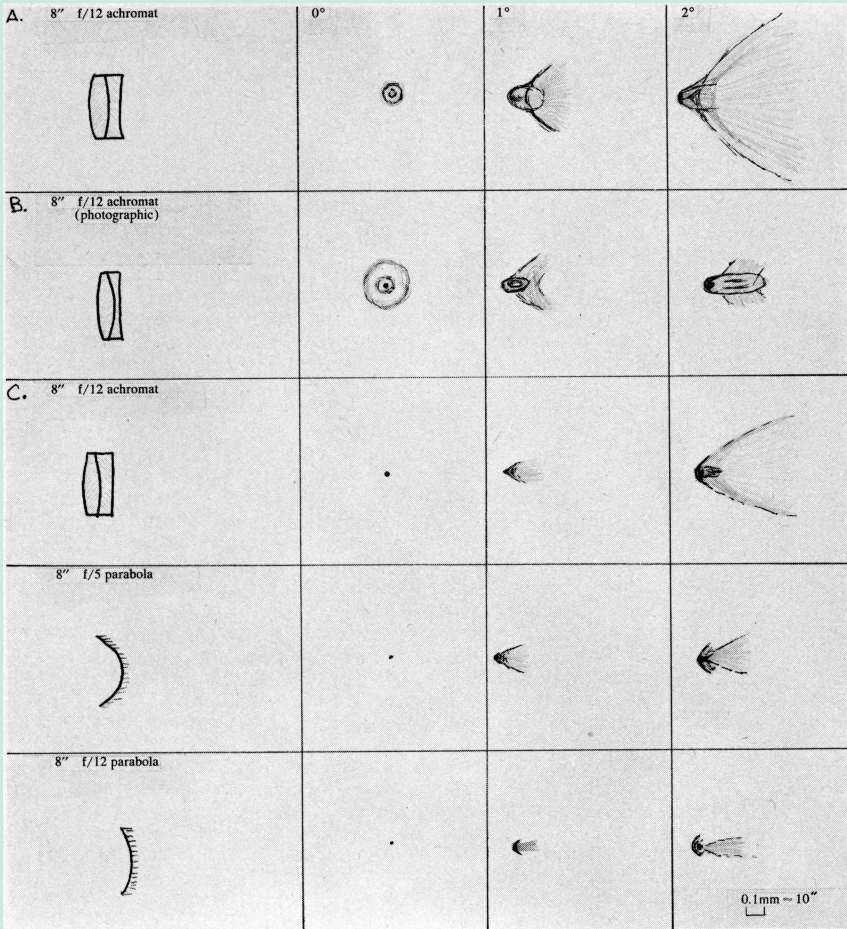 A. 8″ f/12 achromat 0° 1° 2°
B. 8″ f/12 achromat
(photographic)
C. 8″ f/12 achromat
8″ f/5 parabola
8″ f/12 parabola
0.1mm ≈ 10″